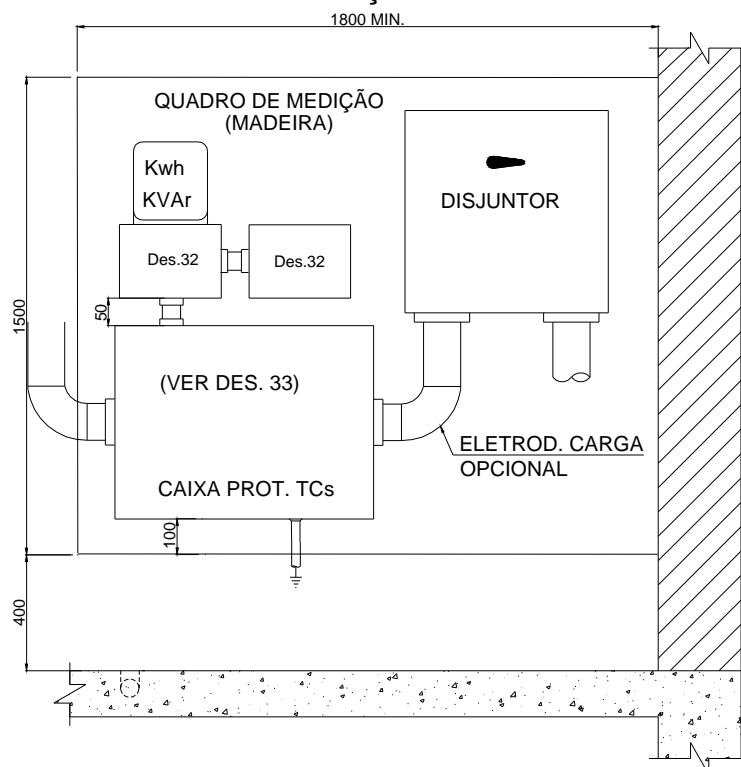 1800 MIN.
QUADRO DE MEDIÇÃO
(MADEIRA)
Kwh
KVAr
DISJUNTOR
Des.32
Des.32
50
1500
(VER DES. 33)
ELETROD. CARGA
OPCIONAL
CAIXA PROT. TCs
100
400